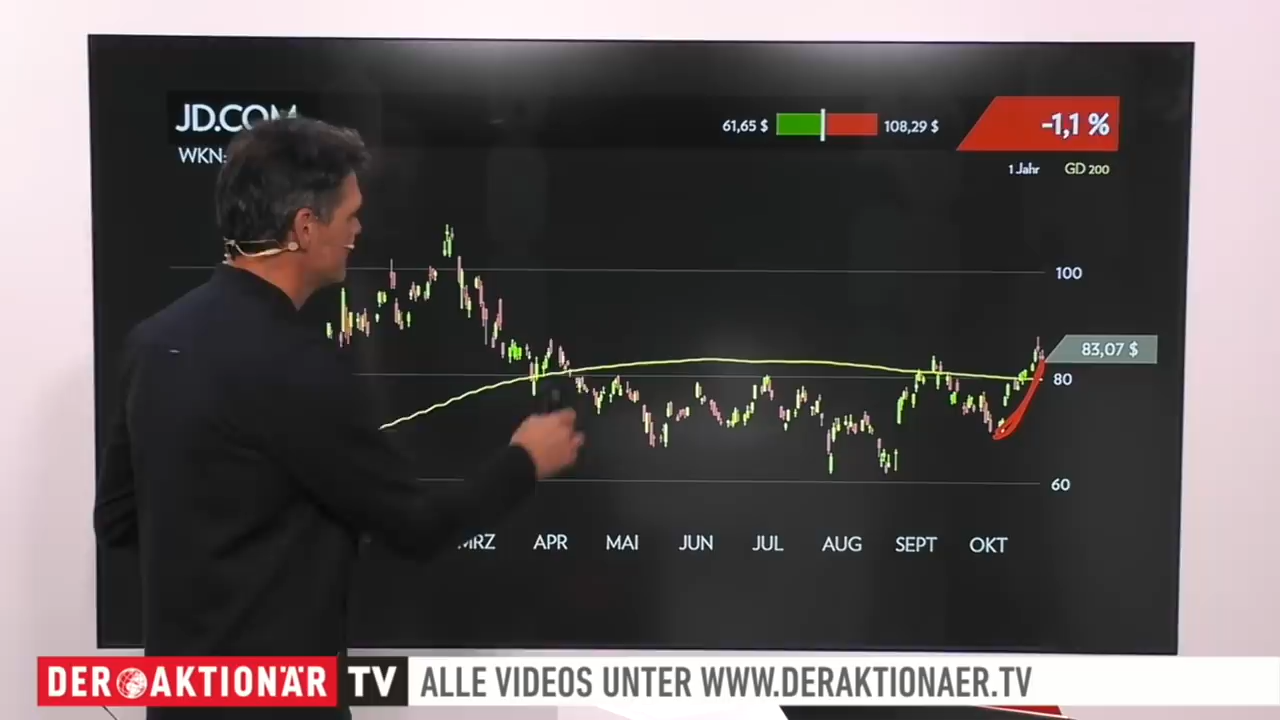 JD.COM
WKN:
61,65 $
108,29 $
-1,1 %
1 Jahr
GD 200
100
83,07 $
80
60
MRZ APR MAI JUN JUL AUG SEPT OKT
DER AKTIONÄR TV
ALLE VIDEOS UNTER WWW.DERAKTIONAER.TV